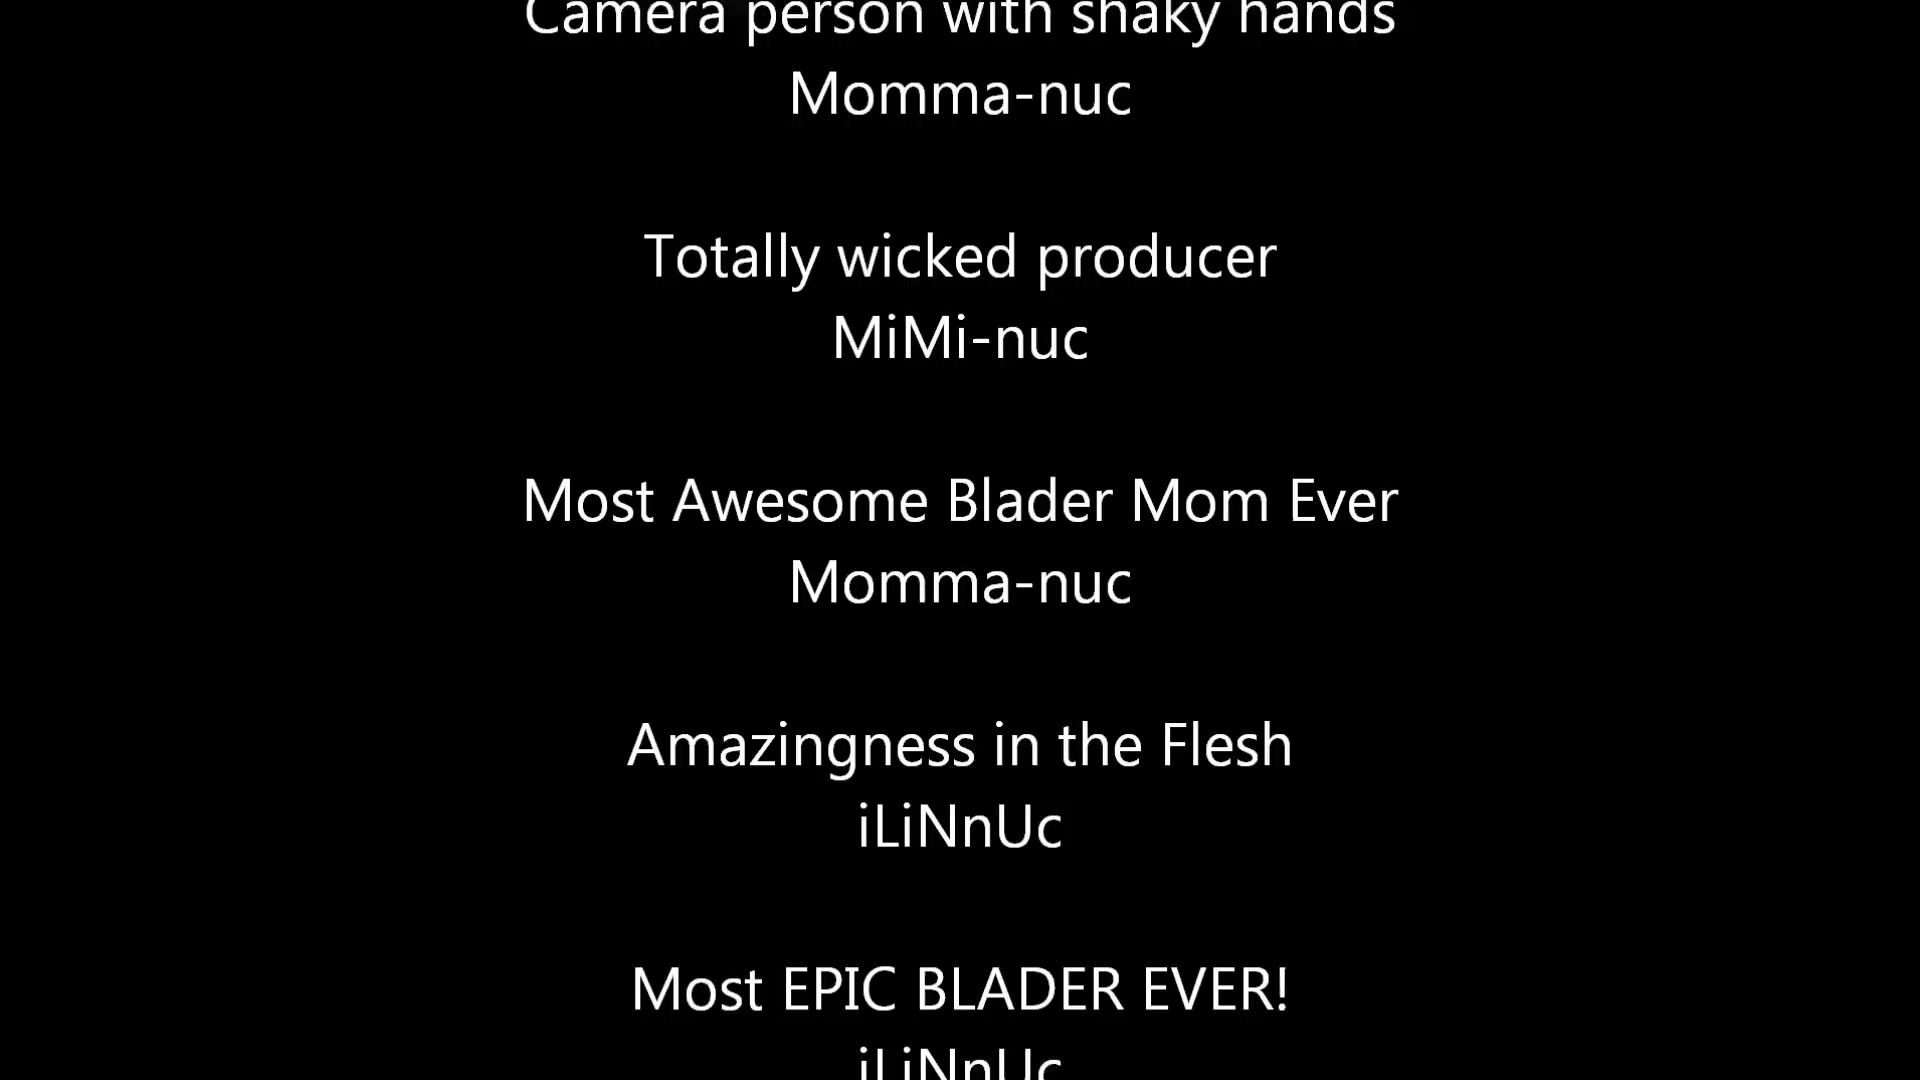 Camera person with shaky hands
Momma-nuc
Totally wicked producer
MiMi-nuc
Most Awesome Blader Mom Ever
Momma-nuc
Amazingness in the Flesh
iLiNnUc
Most EPIC BLADER EVER!
iLiNnUc